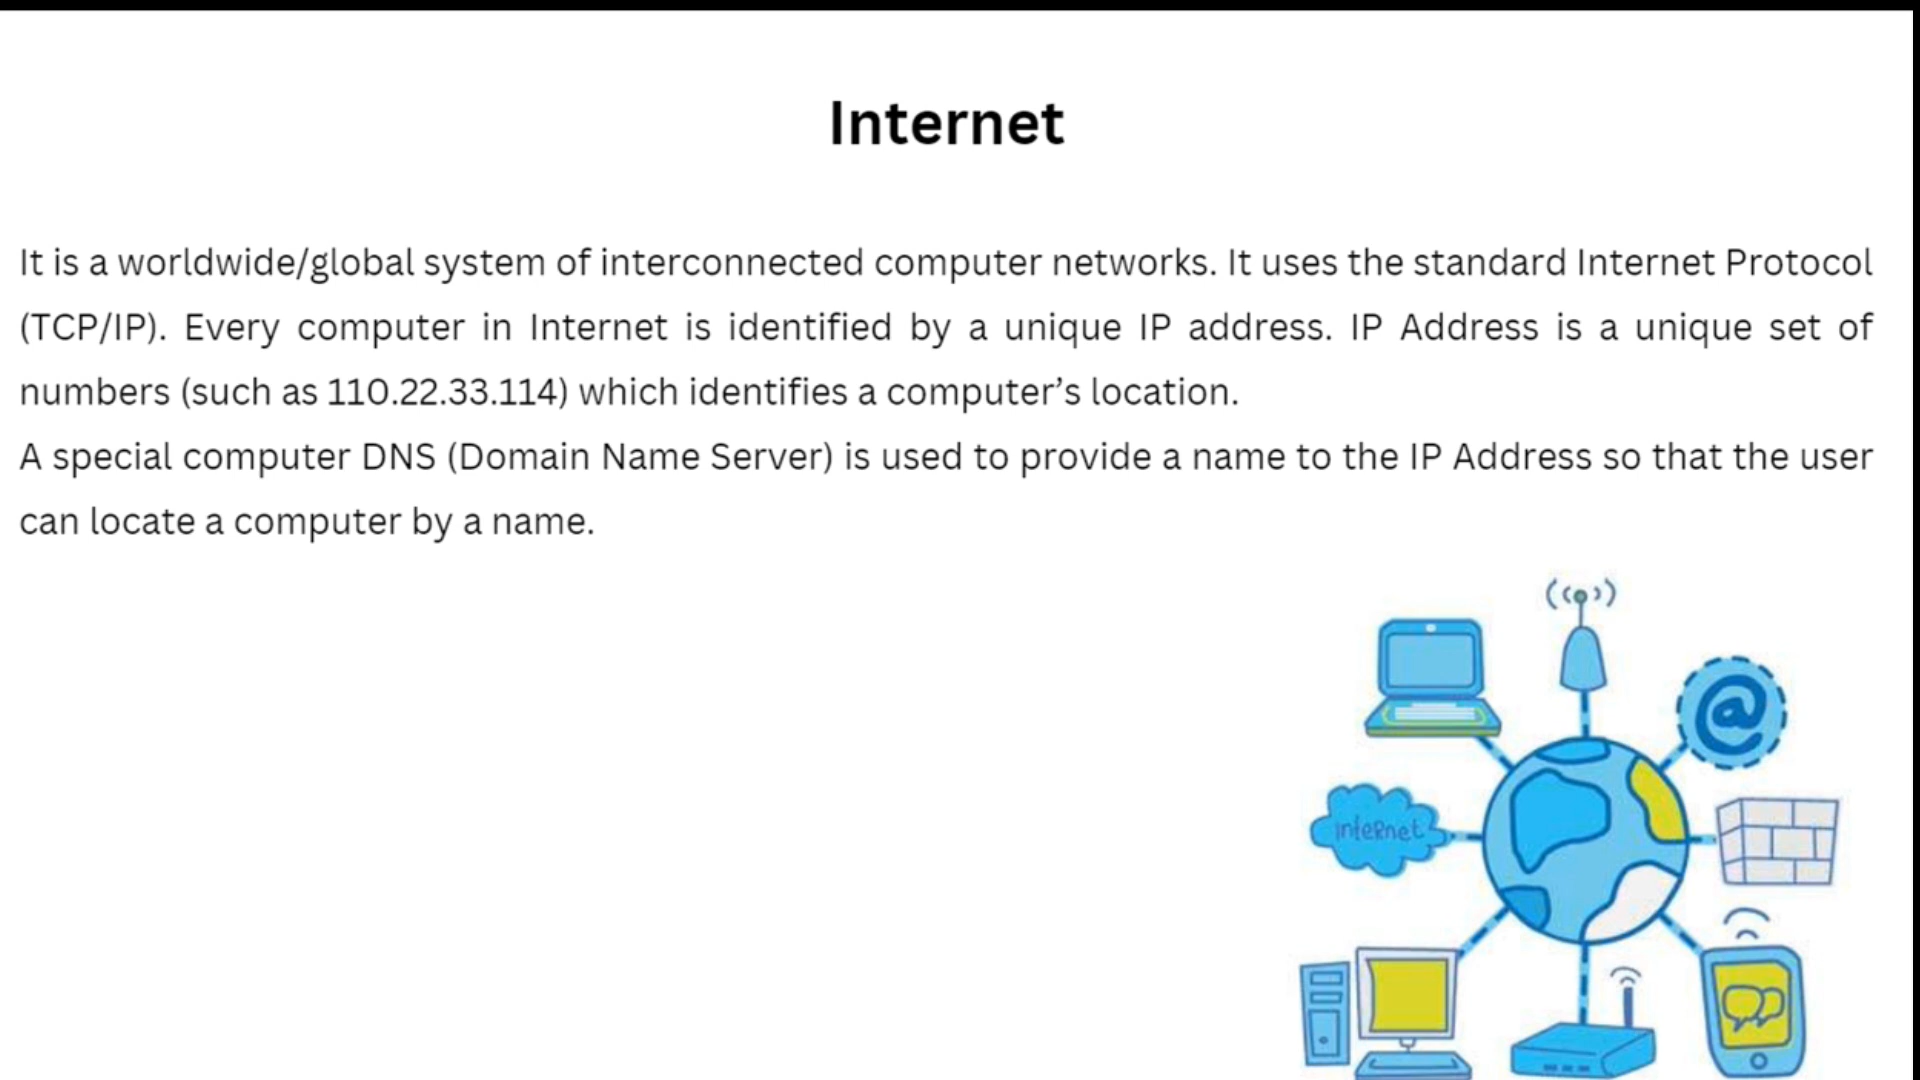 Internet
It is a worldwide/global system of interconnected computer networks. It uses the standard Internet Protocol
(TCP/IP). Every computer in Internet is identified by a unique IP address. IP Address is a unique set of
numbers (such as 110.22.33.114) which identifies a computer’s location.
A special computer DNS (Domain Name Server) is used to provide a name to the IP Address so that the user
can locate a computer by a name.
@
inteRnet